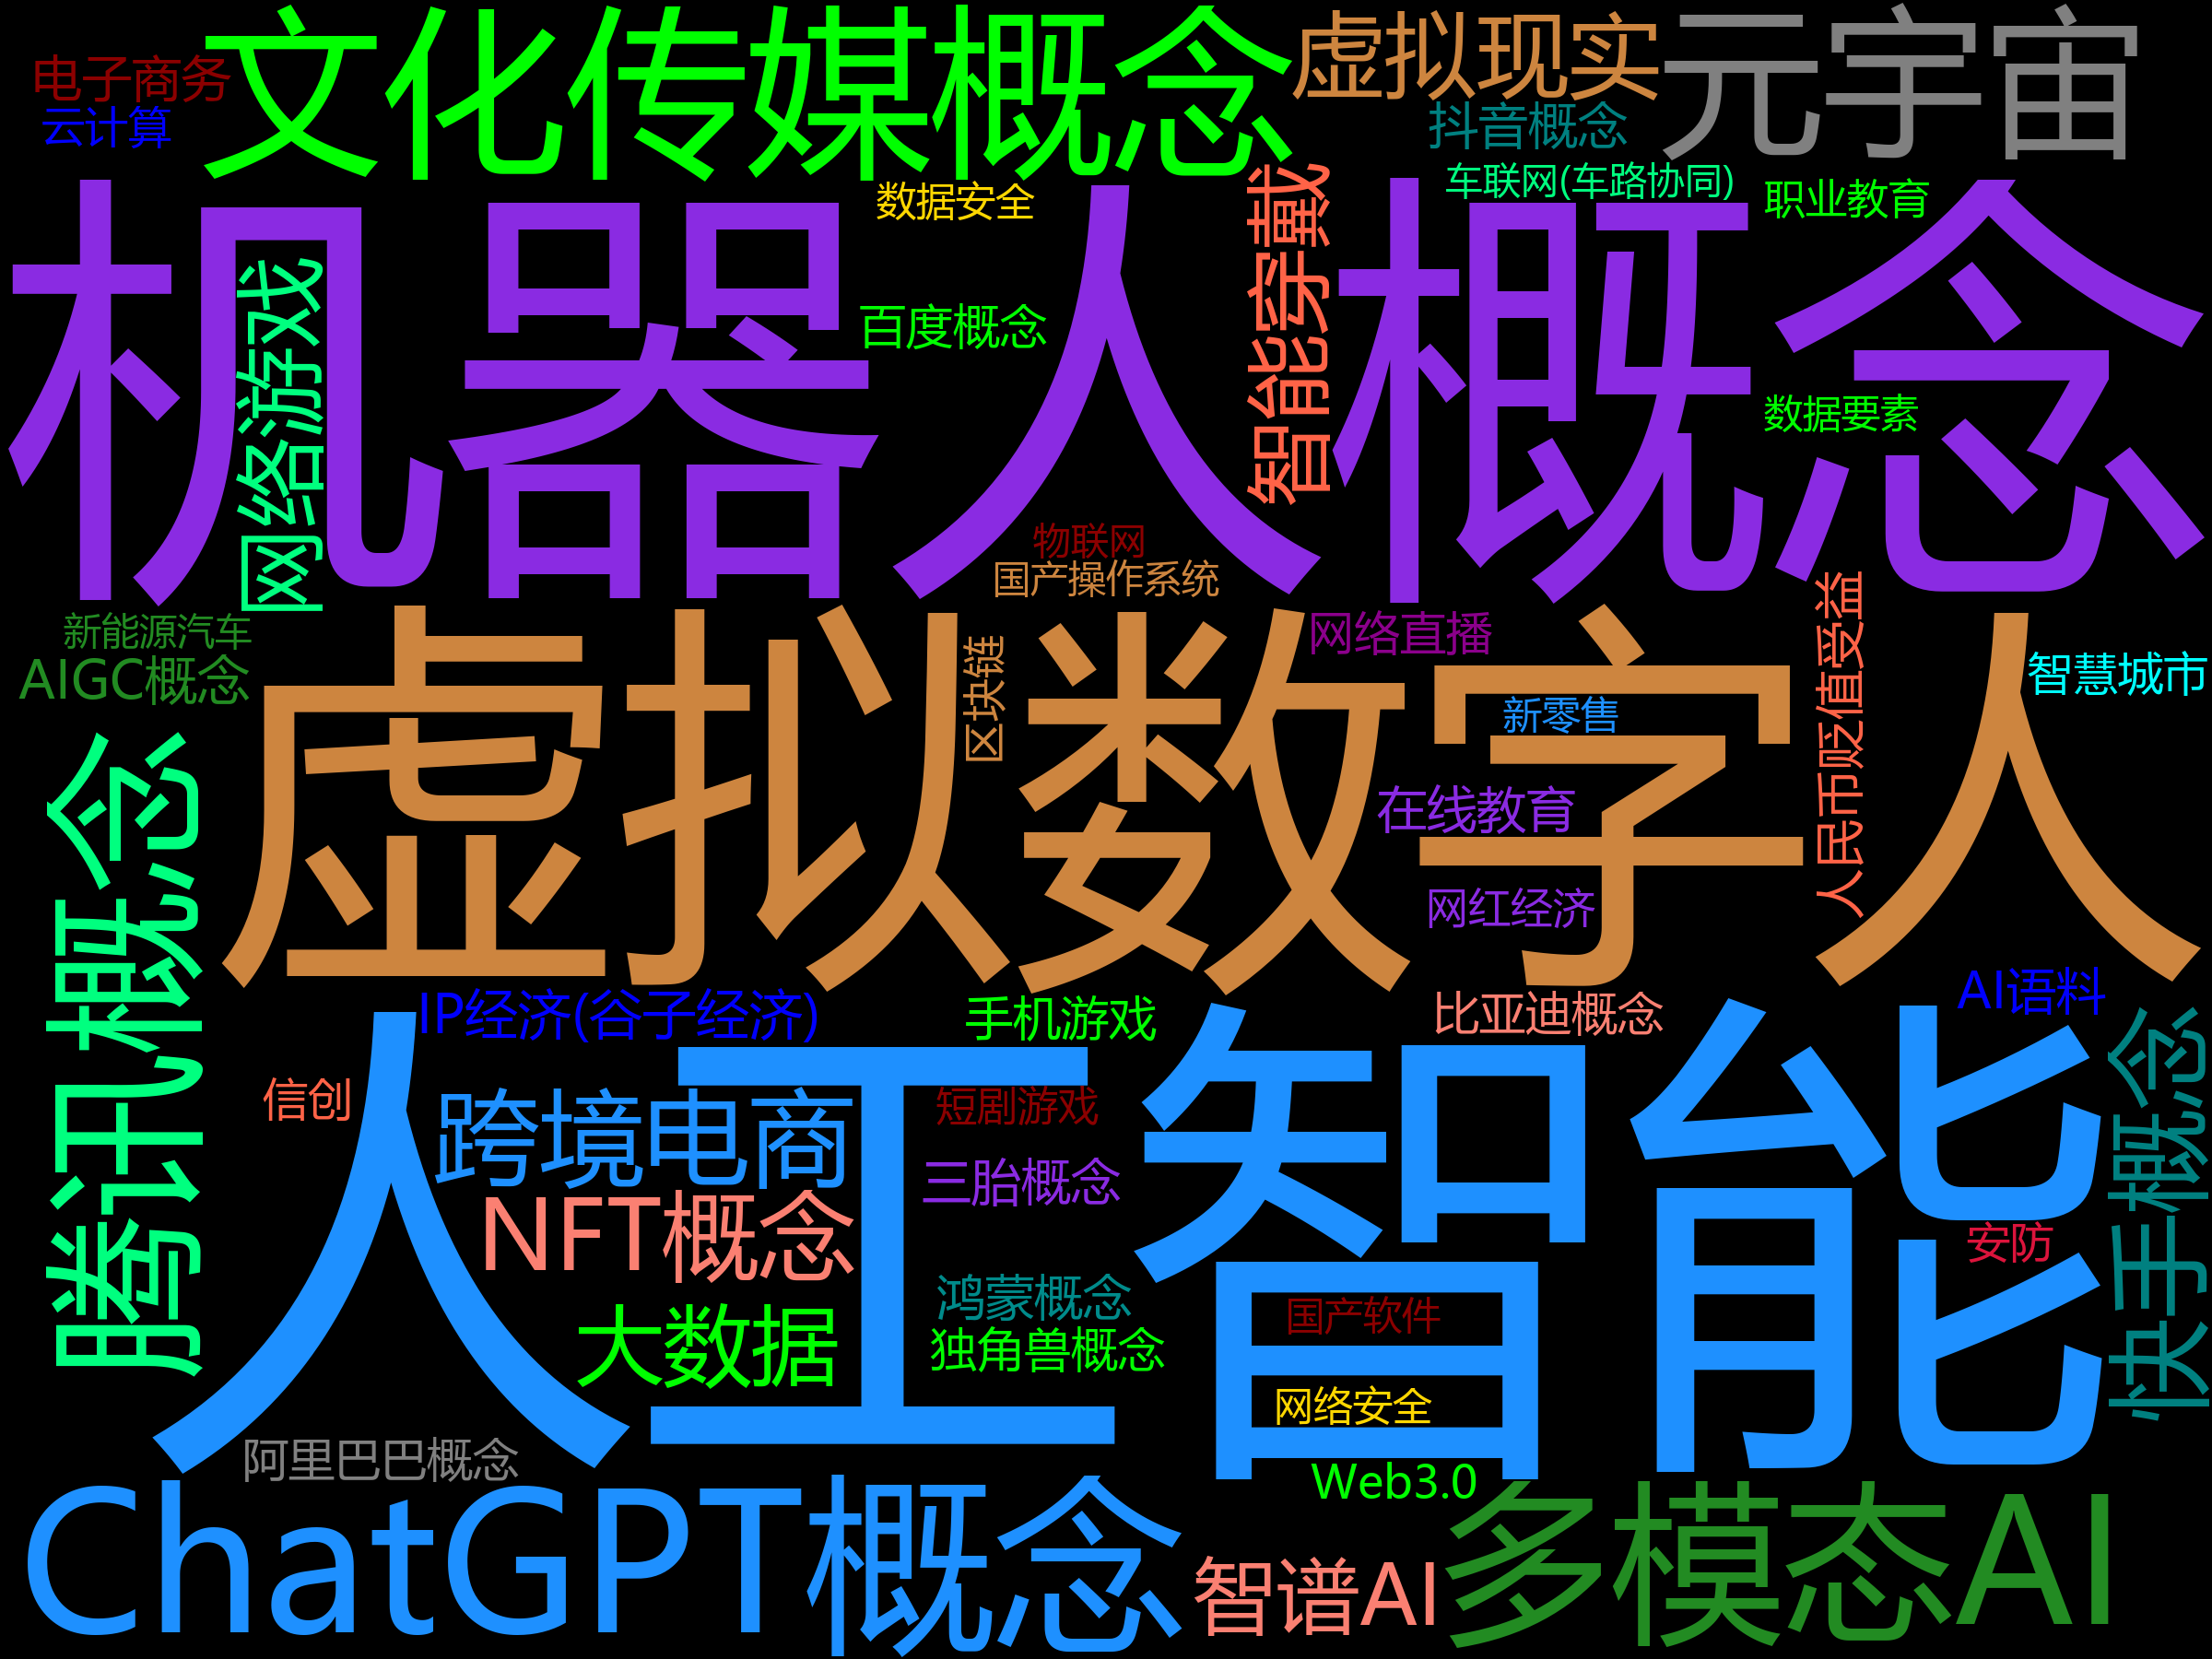 文化传媒概念
虚拟现实
元宇宙
电子商务
云计算
抖音概念
数据安全
车联网(车路协同)
职业教育
机器人概念
网络游戏
百度概念
智能穿戴
数据要素
物联网
国产操作系统
新能源汽车
AIGC概念
区块链
网络直播
新零售
人民币贬值受益
智慧城市
虚拟数字人
在线教育
网红经济
腾讯概念
IP经济(谷子经济)
手机游戏
比亚迪概念
AI语料
信创
人工智能
跨境电商
短剧游戏
三胎概念
NFT概念
快手概念
安防
鸿蒙概念
国产软件
大数据
独角兽概念
网络安全
阿里巴巴概念
Web3.0
ChatGPT概念
智谱AI
多模态AI